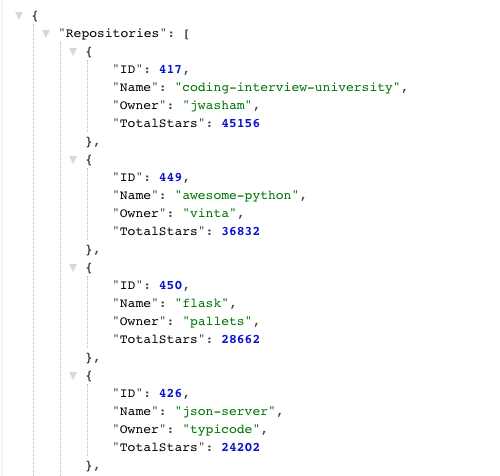 {
"Repositories": [
{
"ID": 417,
"Name": "coding-interview-university",
"Owner": "jwasham",
"TotalStars": 45156
},
{
"ID": 449,
"Name": "awesome-python",
"Owner": "vinta",
"TotalStars": 36832
},
{
"ID": 450,
"Name": "flask",
"Owner": "pallets",
"TotalStars": 28662
},
{
"ID": 426,
"Name": "json-server",
"Owner": "typicode",
"TotalStars": 24202
},